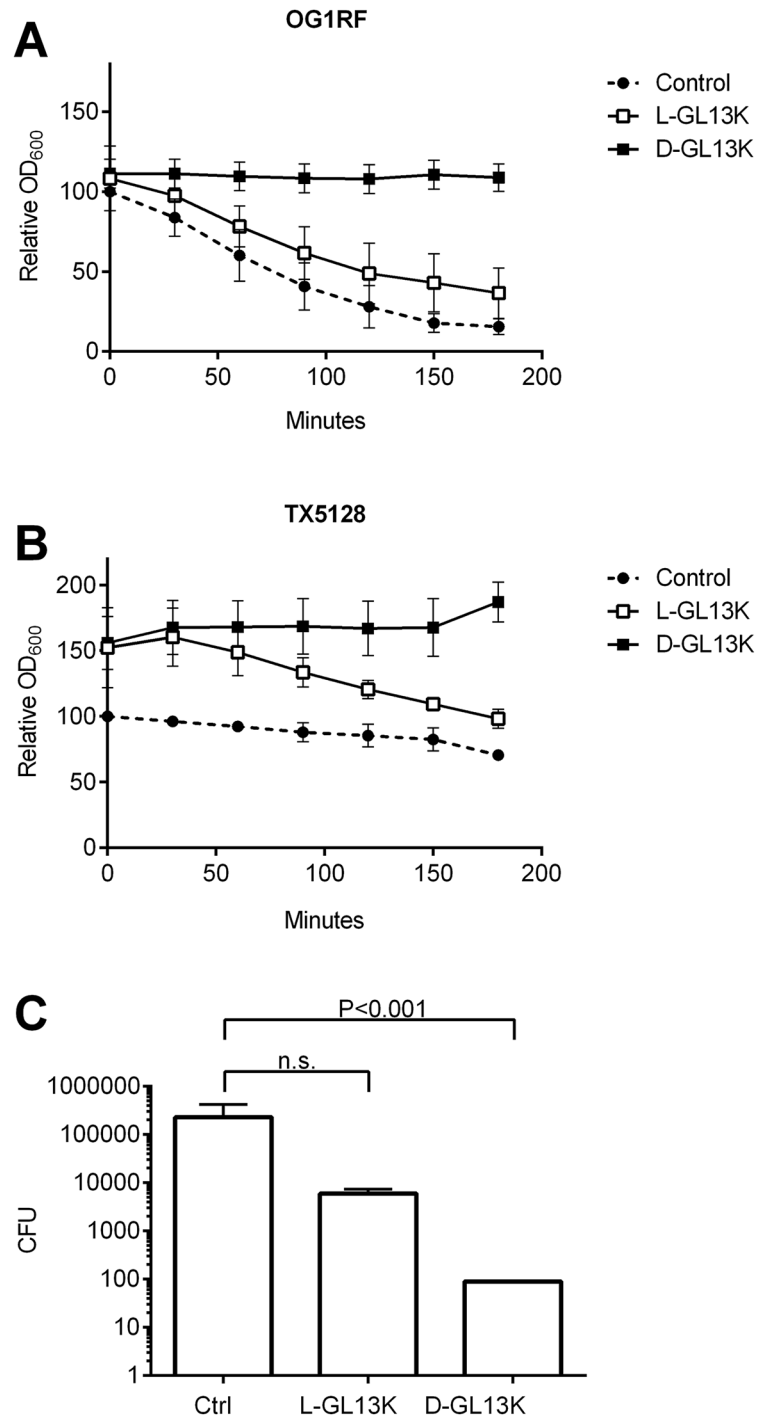 A
OG1RF
Control
L-GL13K
D-GL13K
150
100
50
0
Relative OD600
0 50 100 150 200
Minutes
B
TX5128
Control
L-GL13K
D-GL13K
200
150
100
50
0
Relative OD600
0 50 100 150 200
Minutes
C
P<0.001
n.s.
1000000
100000
10000
1000
100
10
1
CFU
Ctrl L-GL13K D-GL13K